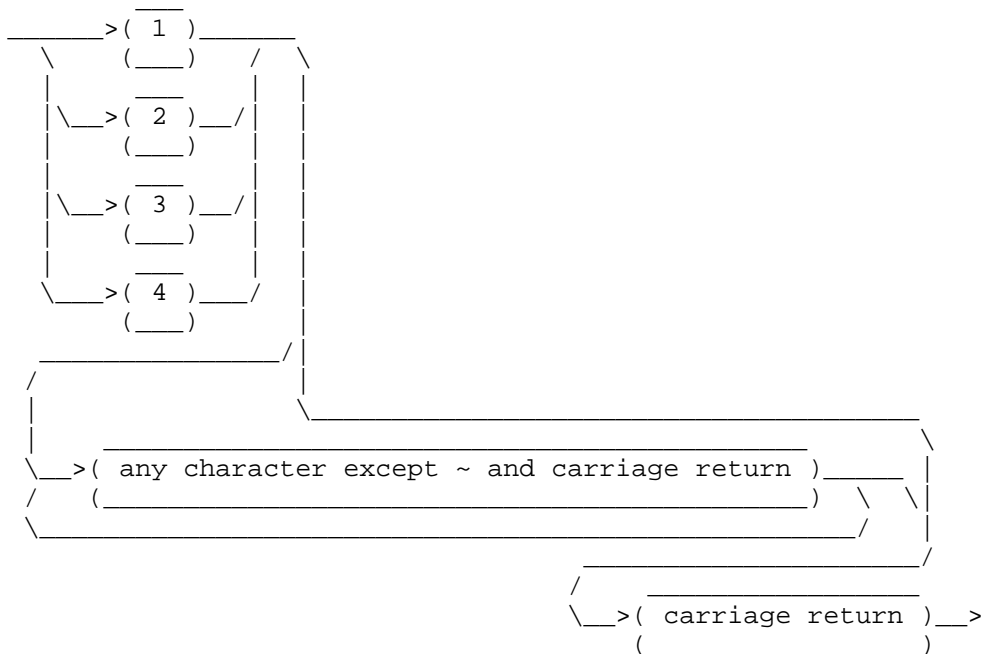 1
2
3
4
any character except ~ and carriage return
carriage return